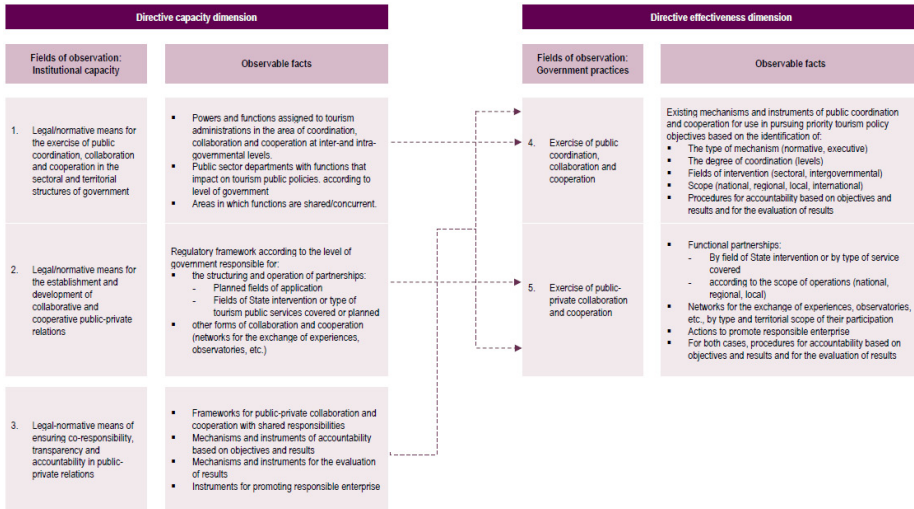 Directive capacity dimension
Directive effectiveness dimension
Fields of observation:
Institutional capacity
Observable facts
Fields of observation:
Government practices
Observable facts
1. Legal/normative means for
the exercise of public
coordination, collaboration
and cooperation in the
sectoral and territorial
structures of government
▪ Powers and functions assigned to tourism
administrations in the area of coordination,
collaboration and cooperation at inter-and intra-
governmental levels.
▪ Public sector departments with functions that
impact on tourism public policies. according to
level of government
▪ Areas in which functions are shared/concurrent.
4. Exercise of public
coordination,
collaboration and
cooperation
Existing mechanisms and instruments of public coordination
and cooperation for use in pursuing priority tourism policy
objectives based on the identification of:
▪ The type of mechanism (normative, executive)
▪ The degree of coordination (levels)
▪ Fields of intervention (sectoral, intergovernmental)
▪ Scope (national, regional, local, international)
▪ Procedures for accountability based on objectives and
results and for the evaluation of results
2. Legal/normative means for
the establishment and
development of
collaborative and
cooperative public-private
relations
Regulatory framework according to the level of
government responsible for:
▪ the structuring and operation of partnerships:
- Planned fields of application
- Fields of State intervention or type of
tourism public services covered or planned
▪ other forms of collaboration and cooperation
(networks for the exchange of experiences,
observatories, etc.)
5. Exercise of public-
private collaboration
and cooperation
▪ Functional partnerships:
- By field of State intervention or by type of service
covered
- according to the scope of operations (national,
regional, local)
▪ Networks for the exchange of experiences, observatories,
etc., by type and territorial scope of their participation
▪ Actions to promote responsible enterprise
▪ For both cases, procedures for accountability based on
objectives and results and for the evaluation of results
3. Legal-normative means of
ensuring co-responsibility,
transparency and
accountability in public-
private relations
▪ Frameworks for public-private collaboration and
cooperation with shared responsibilities
▪ Mechanisms and instruments of accountability
based on objectives and results
▪ Mechanisms and instruments for the evaluation
of results
▪ Instruments for promoting responsible enterprise